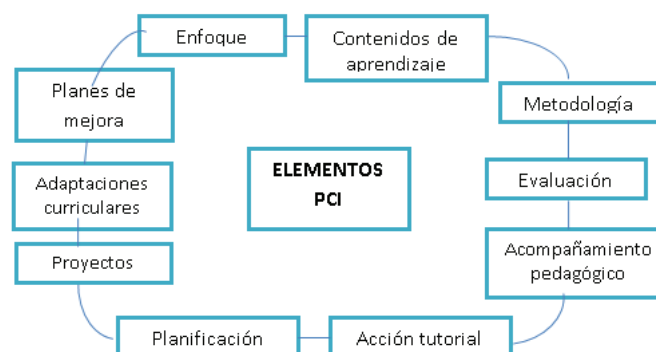 Enfoque
Contenidos de
aprendizaje
Metodología
Evaluación
Acompañamiento
pedagógico
Acción tutorial
Planificación
Proyectos
Adaptaciones
curriculares
Planes de
mejora
ELEMENTOS
PCI